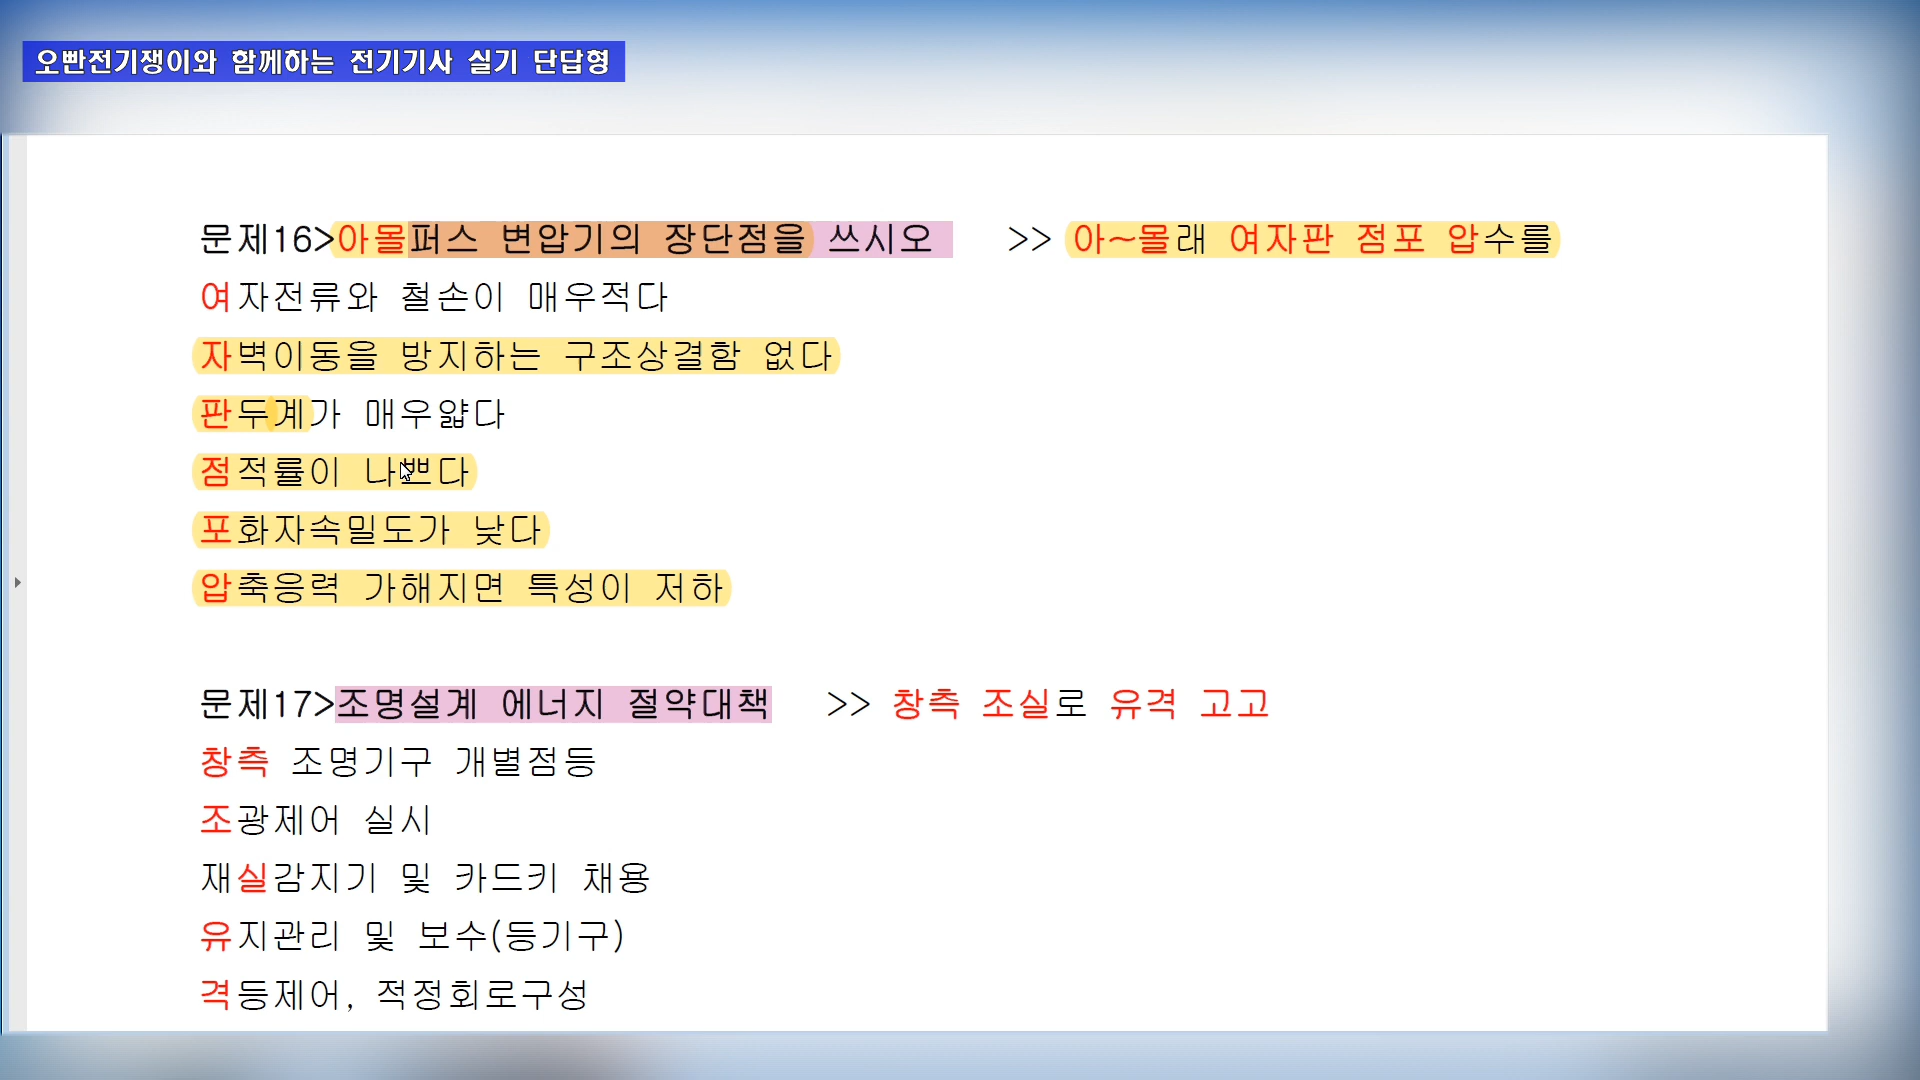 오빠전기쟁이와 함께하는 전기기사 실기 단답형
문제16>아몰퍼스 변압기의 장단점을 쓰시오 >> 아~몰래 여자판 점포 압수를
여자전류와 철손이 매우적다
자벽이동을 방지하는 구조상결함 없다
판두계가 매우얇다
점적률이 나쁘다
포화자속밀도가 낮다
압축응력 가해지면 특성이 저하
문제17>조명설계 에너지 절약대책 >> 창측 조실로 유격 고고
창측 조명기구 개별점등
조광제어 실시
재실감지기 및 카드키 채용
유지관리 및 보수(등기구)
격등제어, 적정회로구성